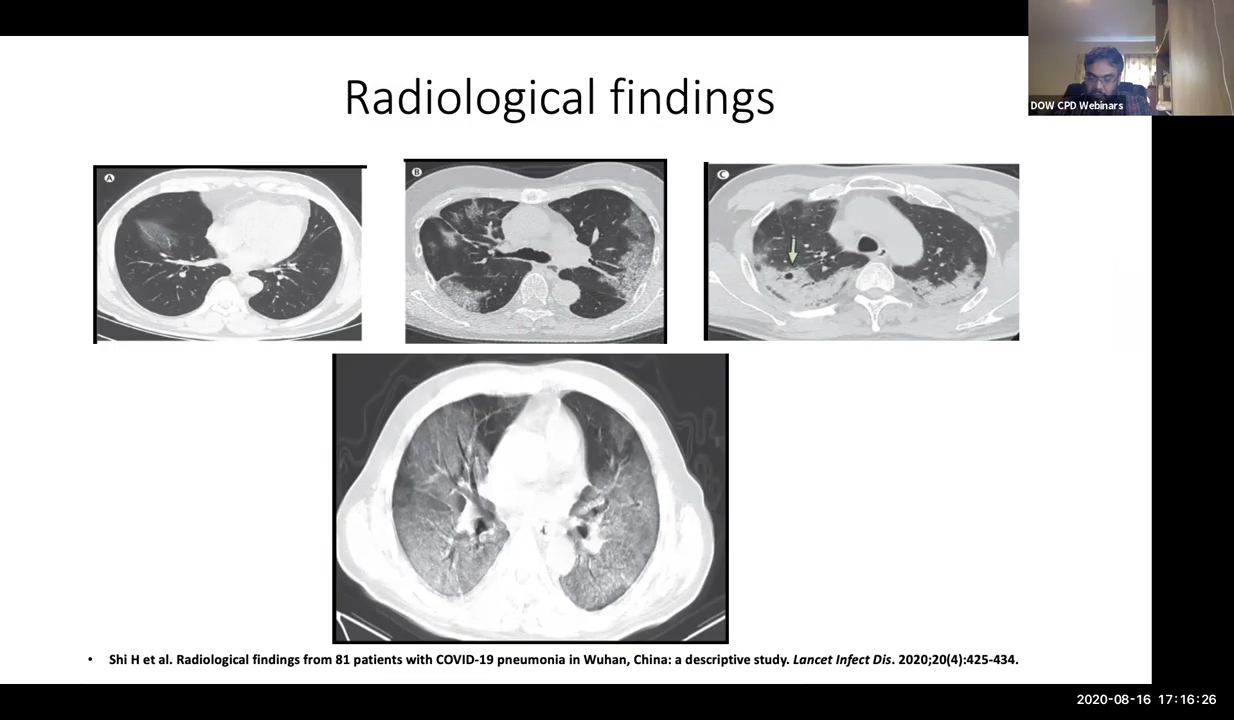 DOW CPD Webinars
Radiological findings
A
B
C
• Shi H et al. Radiological findings from 81 patients with COVID-19 pneumonia in Wuhan, China: a descriptive study. Lancet Infect Dis. 2020;20(4):425-434.
2020-08-16 17:16:26